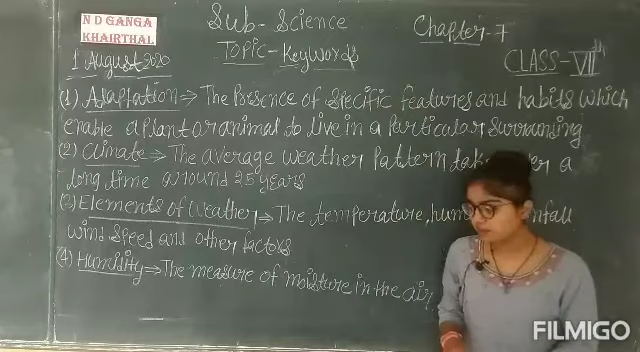 N D GANGA
KHAIRTHAL
Sub- Science
Chapter-7
TOPIC- Keywords
1 August 2020
CLASS-VIIth
(1) Adaptation → The Presence of specific features and habits which
enable a plant or animal to live in a Particular surrounding
(2) Climate → The average weather Pattern a
long time around 25 years
(3) Elements of Weather → The temperature,
wind speed and other factors
(4) Humidity → The measure of moisture in the air.
FILMIGO